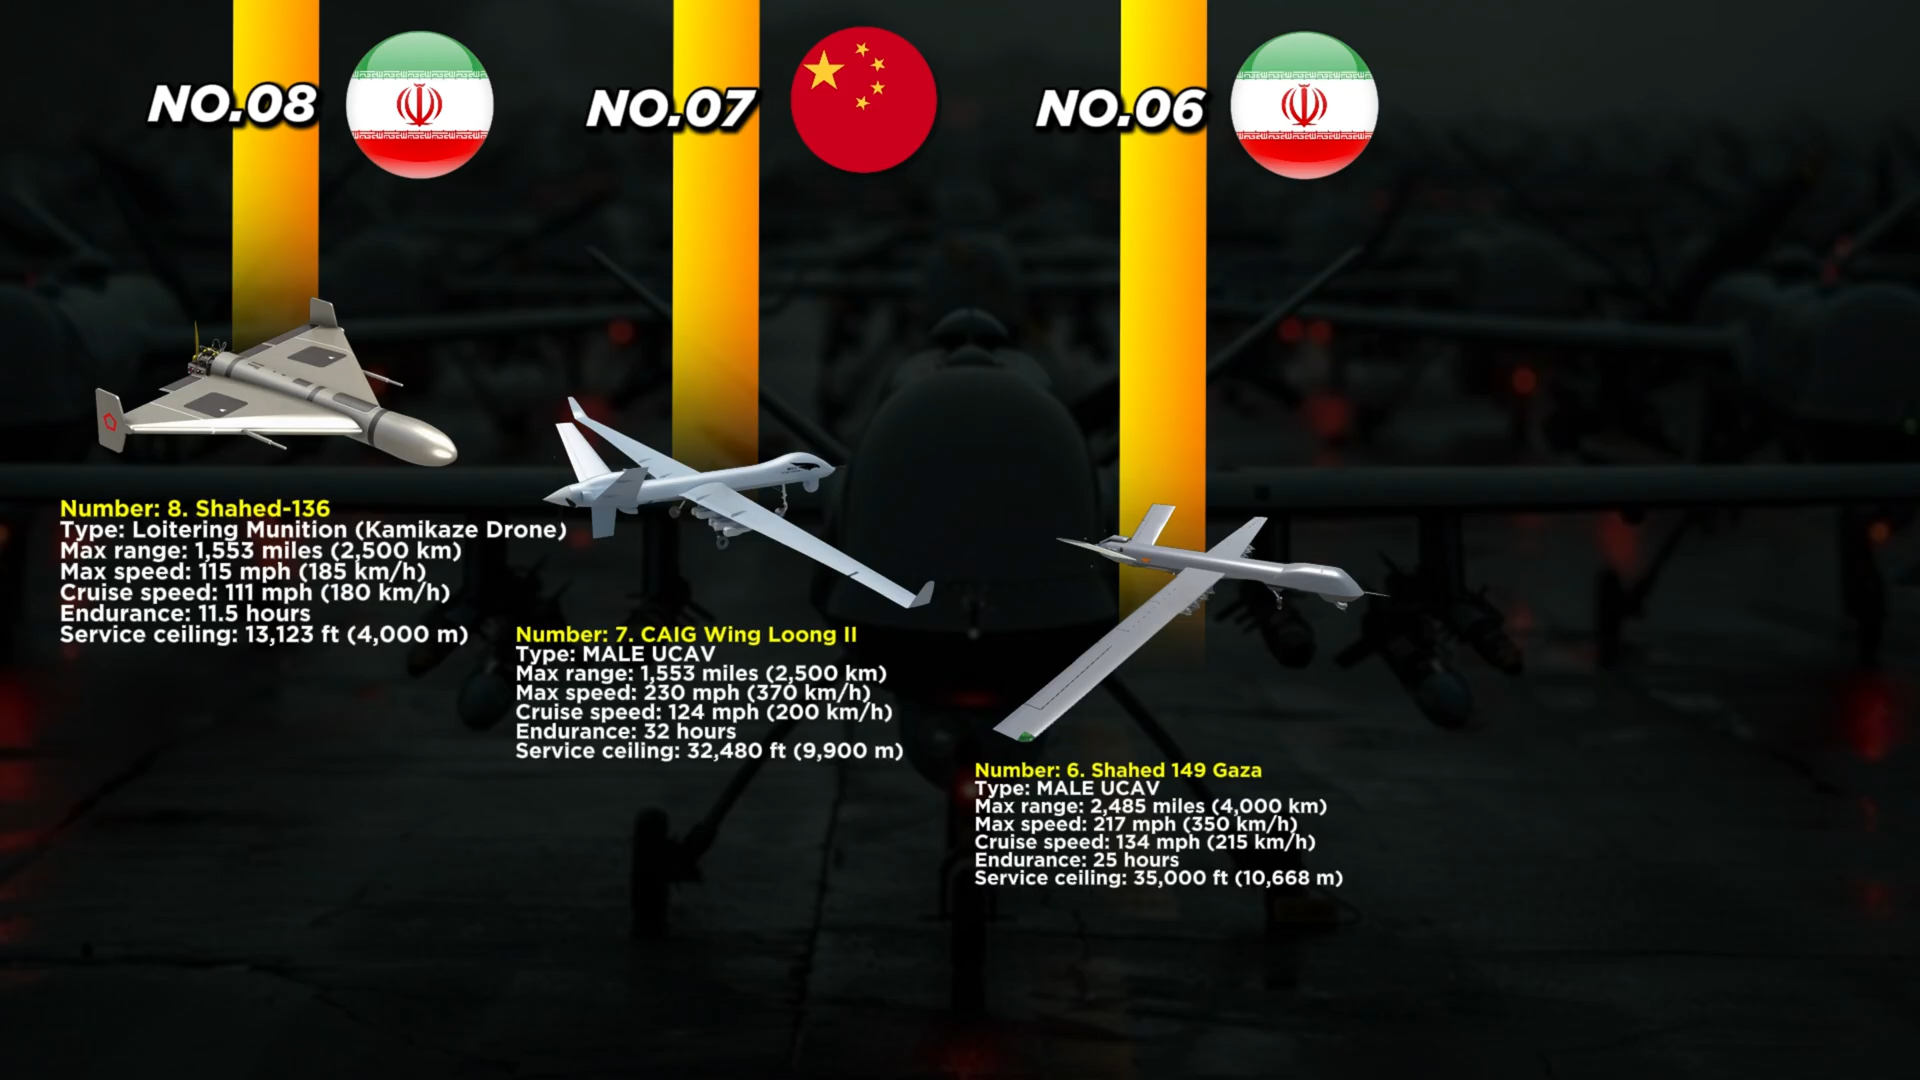 NO.08
NO.07
NO.06
Number: 8. Shahed-136
Type: Loitering Munition (Kamikaze Drone)
Max range: 1,553 miles (2,500 km)
Max speed: 115 mph (185 km/h)
Cruise speed: 111 mph (180 km/h)
Endurance: 11.5 hours
Service ceiling: 13,123 ft (4,000 m)
Number: 7. CAIG Wing Loong II
Type: MALE UCAV
Max range: 1,553 miles (2,500 km)
Max speed: 230 mph (370 km/h)
Cruise speed: 124 mph (200 km/h)
Endurance: 32 hours
Service ceiling: 32,480 ft (9,900 m)
Number: 6. Shahed 149 Gaza
Type: MALE UCAV
Max range: 2,485 miles (4,000 km)
Max speed: 217 mph (350 km/h)
Cruise speed: 134 mph (215 km/h)
Endurance: 25 hours
Service ceiling: 35,000 ft (10,668 m)